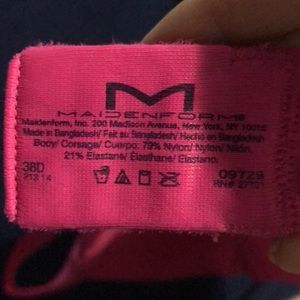 M
MAIDENFORM®
Maidenform, Inc. 200 Madison Avenue, New York, NY 10016
Made in Bangladesh/ Fait au Bangladesh/ Hecho en Bangladesh
Body/ Corsage/ Cuerpo: 79% Nylon/ Nylon/ Nilón,
21% Elastane/ Elasthane/ Elastano.
38D
09729
21214